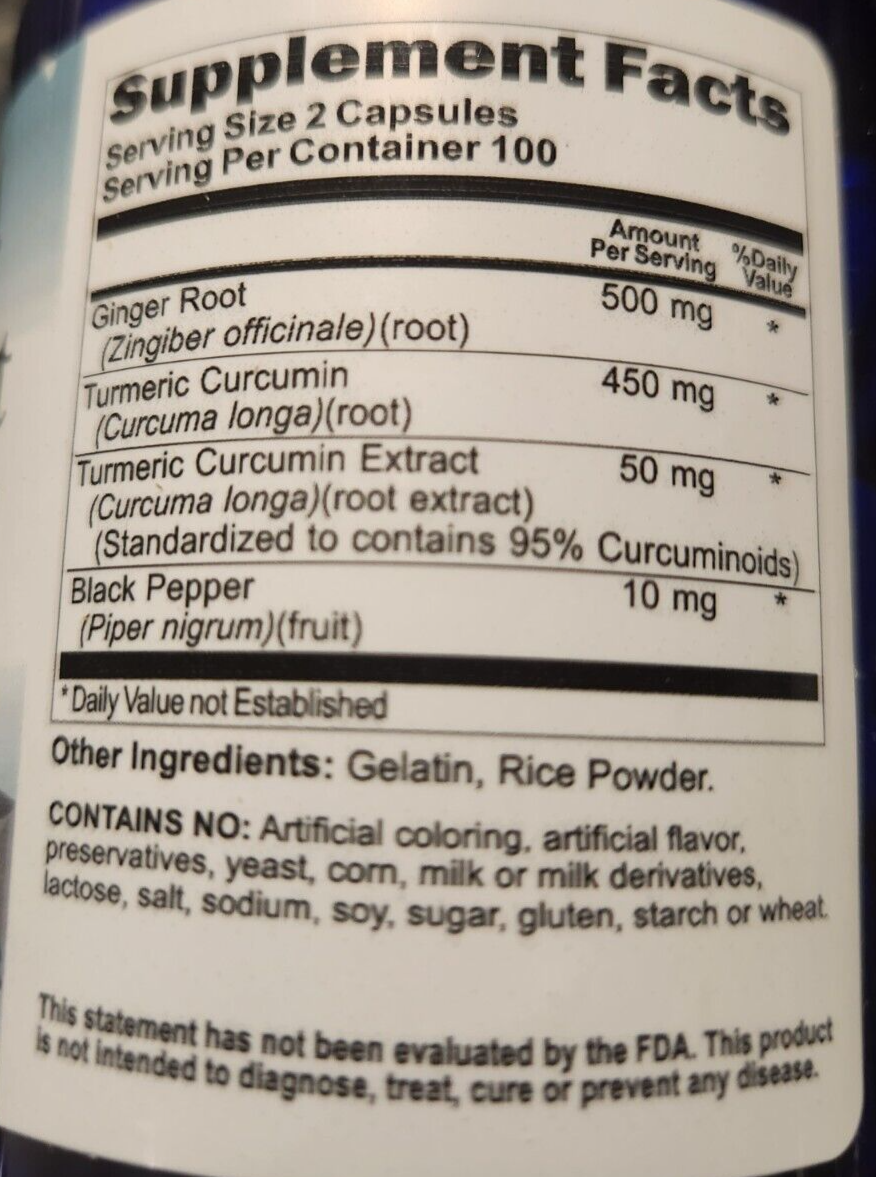 Supplement Facts
Serving Size 2 Capsules
Serving Per Container 100
Amount Per Serving %Daily Value
Ginger Root 500 mg *
(Zingiber officinale)(root)
Turmeric Curcumin 450 mg *
(Curcuma longa)(root)
Turmeric Curcumin Extract 50 mg *
(Curcuma longa)(root extract)
(Standardized to contains 95% Curcuminoids)
Black Pepper 10 mg *
(Piper nigrum)(fruit)
*Daily Value not Established
Other Ingredients: Gelatin, Rice Powder.
CONTAINS NO: Artificial coloring, artificial flavor,
preservatives, yeast, corn, milk or milk derivatives,
lactose, salt, sodium, soy, sugar, gluten, starch or wheat.
This statement has not been evaluated by the FDA. This product
is not intended to diagnose, treat, cure or prevent any disease.